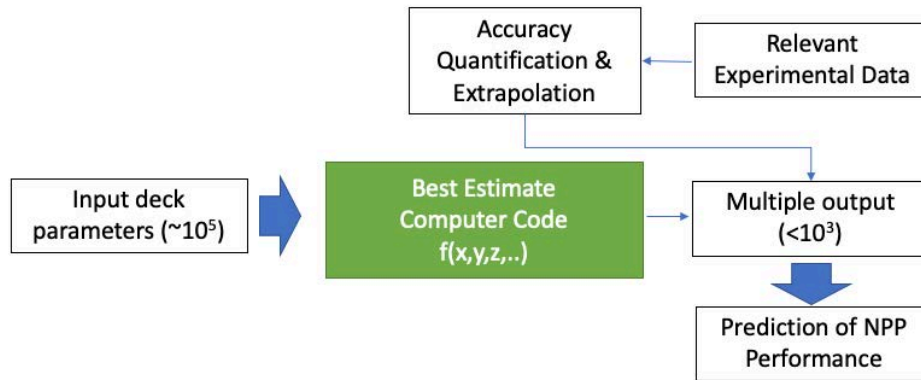 Accuracy
Quantification &
Extrapolation
Relevant
Experimental Data
Input deck
parameters (~10⁵)
Best Estimate
Computer Code
f(x,y,z,..)
Multiple output
(<10³)
Prediction of NPP
Performance